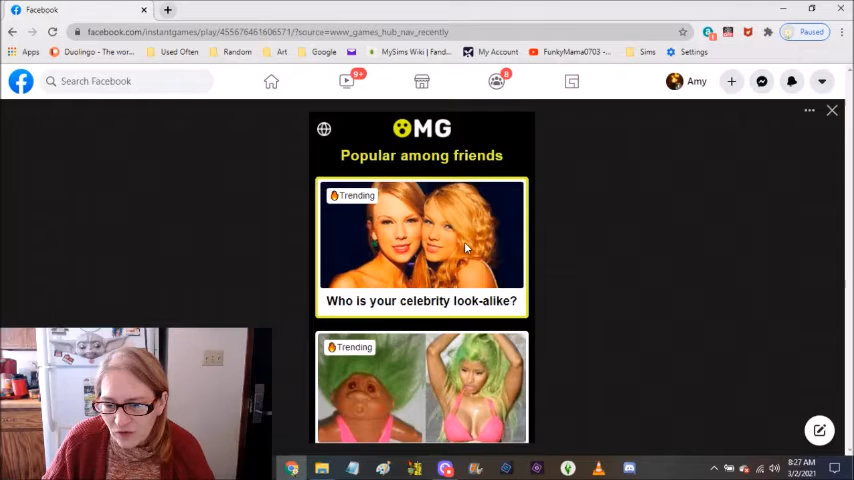 Facebook
facebook.com/instantgames/play/455676461606571/?source=www_games_hub_nav_recently
Paused
Apps
Duolingo - The wor...
Used Often
Random
Art
Google
MySims Wiki | Fand...
My Account
FunkyMama0703 - ...
Sims
Settings
Search Facebook
9+
8
Amy
OMG
Popular among friends
Trending
Who is your celebrity look-alike?
Trending
8:27 AM
3/2/2021